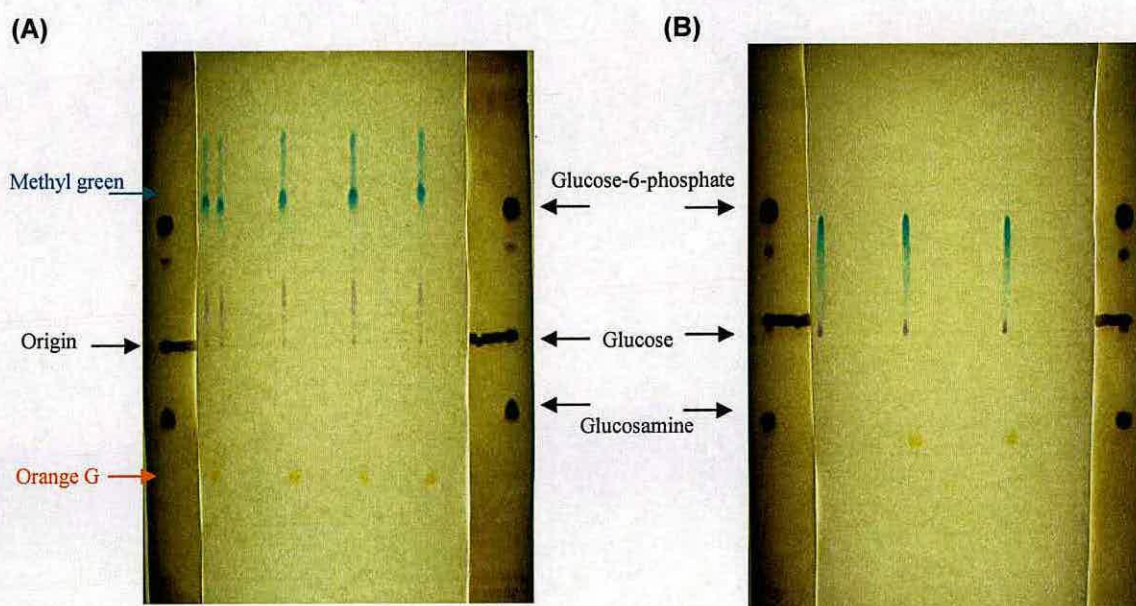 (A)
(B)
Methyl green
Glucose-6-phosphate
Origin
Glucose
Glucosamine
Orange G